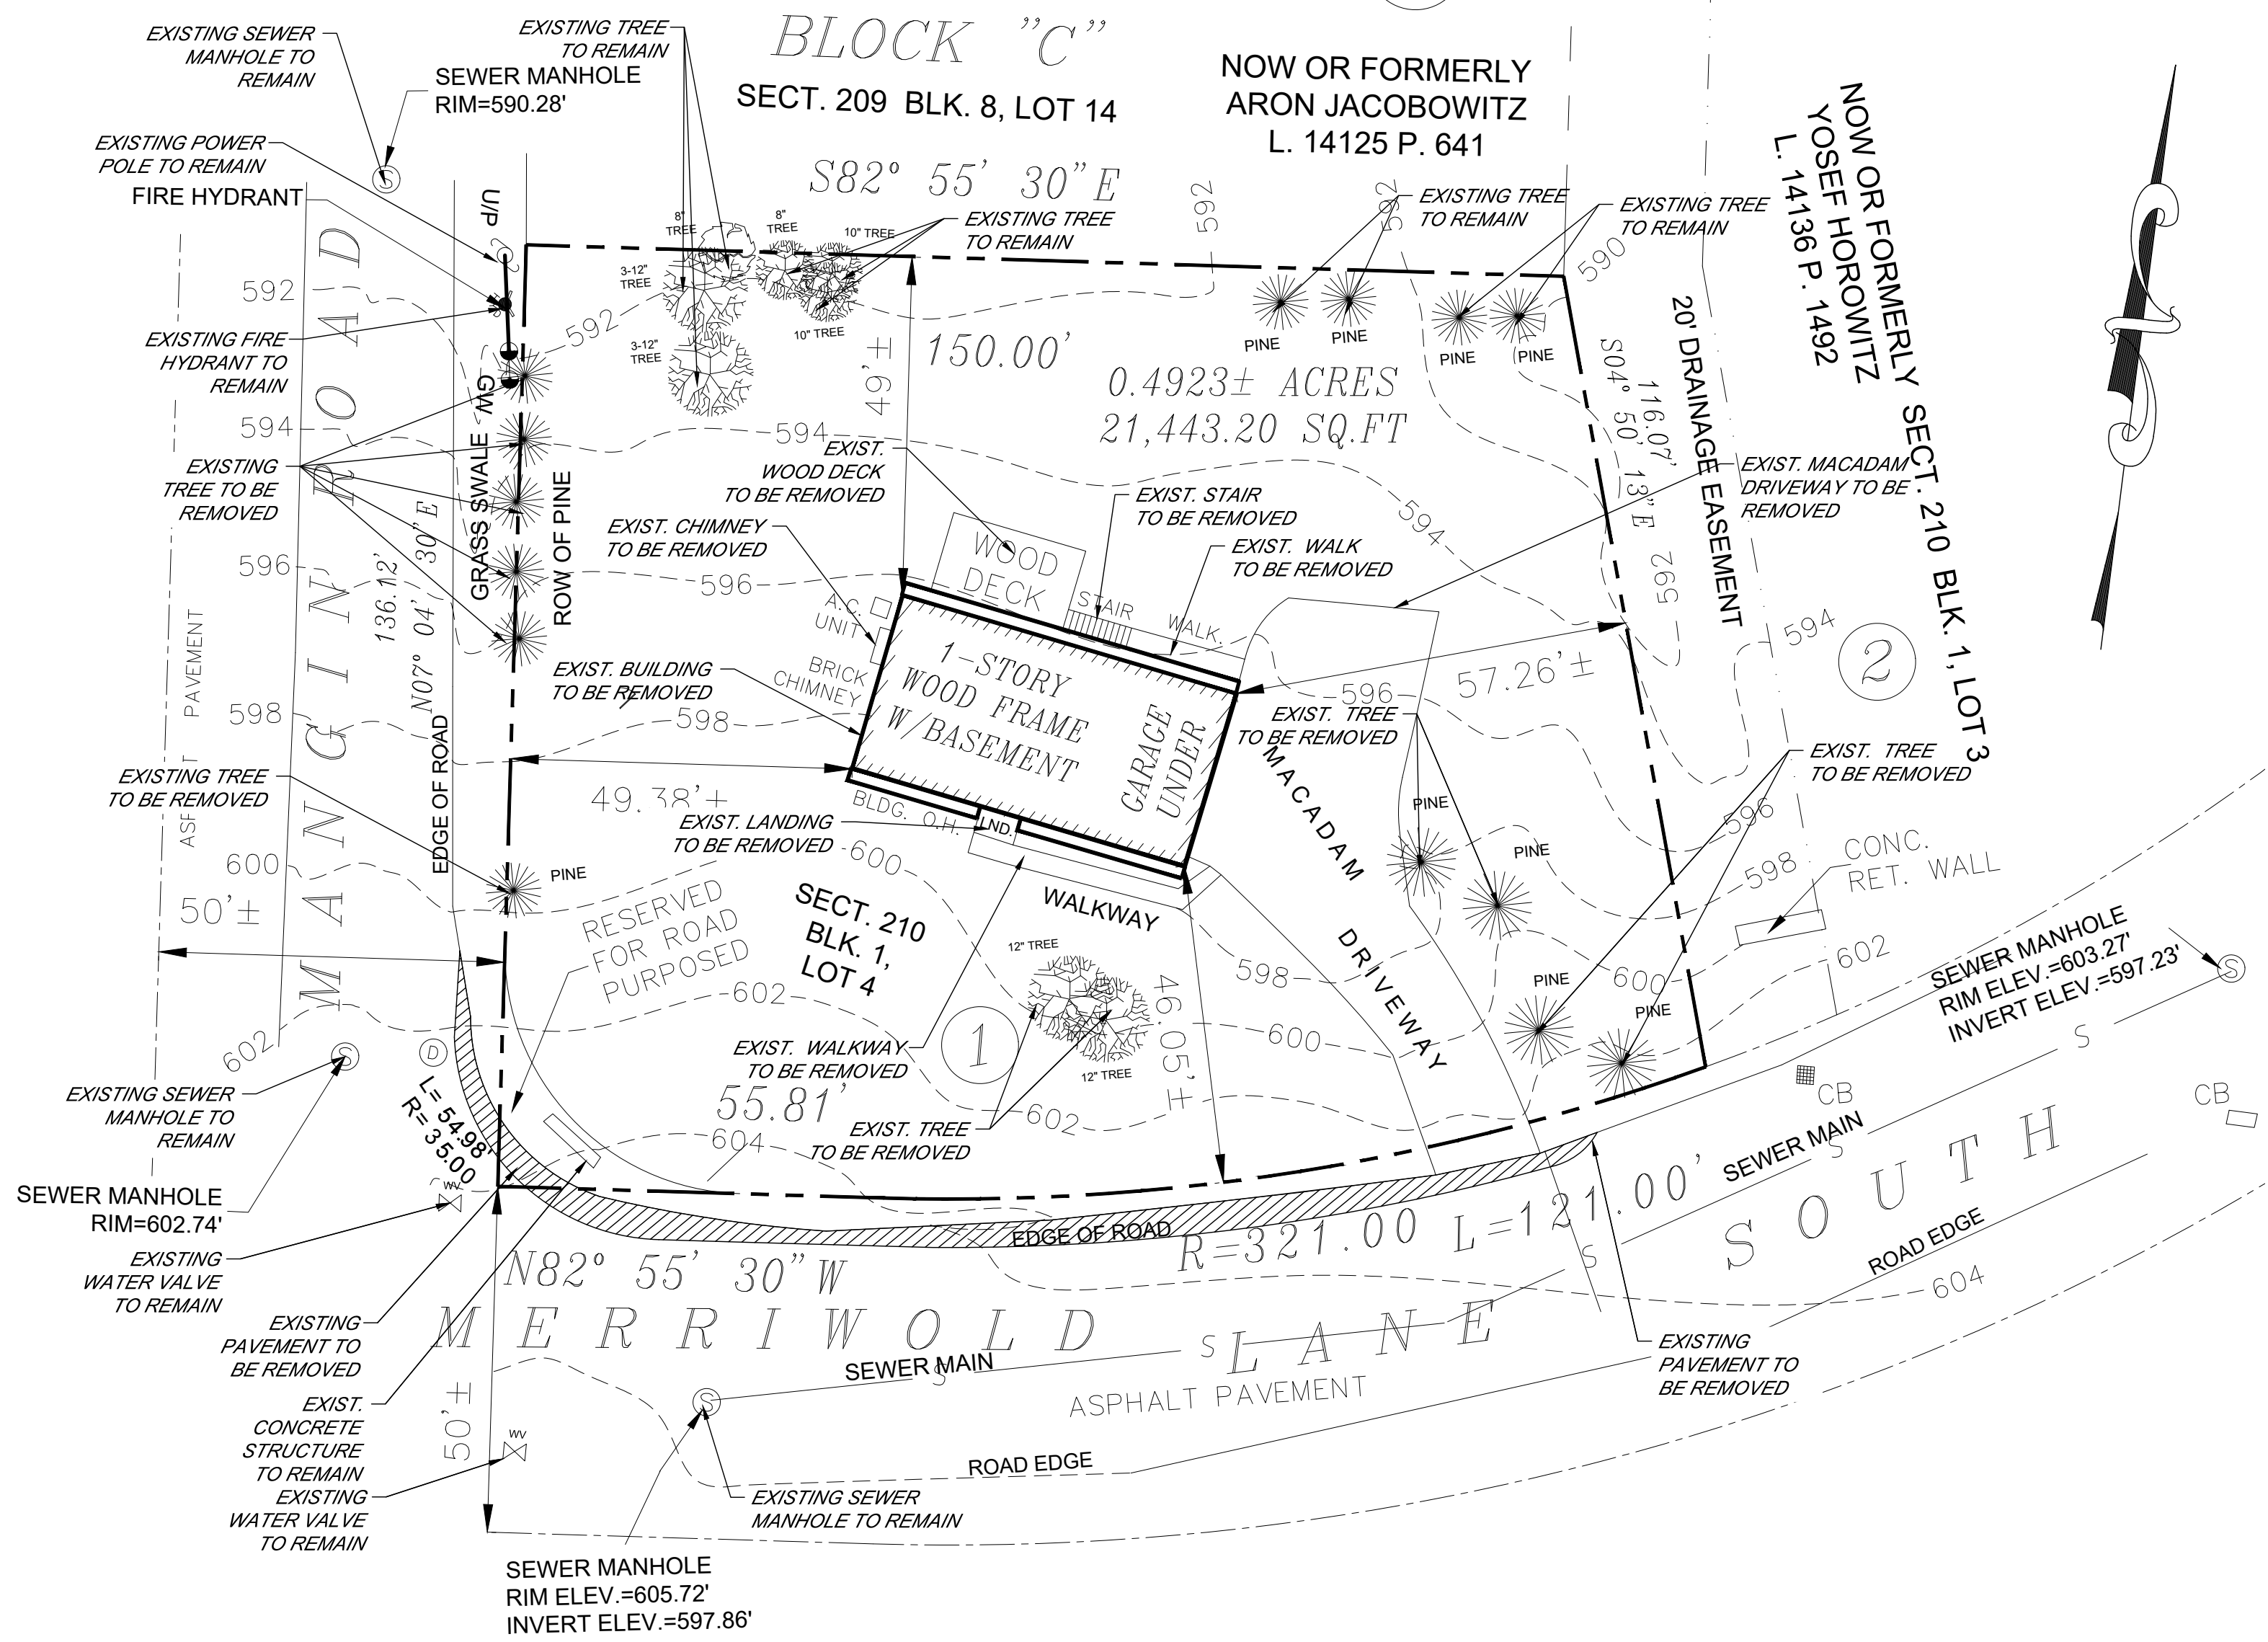 EXISTING SEWER
MANHOLE TO
REMAIN
SEWER MANHOLE
RIM=590.28'
EXISTING TREE
TO REMAIN
BLOCK "C"
SECT. 209 BLK. 8, LOT 14
NOW OR FORMERLY
ARON JACOBOWITZ
L. 14125 P. 641
NOW OR FORMERLY
YOSEF HOROWITZ
L. 14136 P. 1492
SECT. 210 BLK. 1, LOT 3
EXISTING POWER
POLE TO REMAIN
FIRE HYDRANT
U/P
S82° 55' 30" E
592
592
EXISTING TREE
TO REMAIN
EXISTING TREE
TO REMAIN
EXISTING TREE
TO REMAIN
8"
TREE
8"
TREE
10" TREE
3-12"
TREE
10" TREE
3-12"
TREE
590
592
592
EXISTING FIRE
HYDRANT TO
REMAIN
GW
49'±
150.00'
0.4923± ACRES
21,443.20 SQ.FT
PINE
PINE
PINE
PINE
S04° 50' 13"E
116.07'
20' DRAINAGE EASEMENT
594
594
EXISTING
TREE TO BE
REMOVED
GRASS SWALE
ROW OF PINE
EXIST.
WOOD DECK
TO BE REMOVED
EXIST. STAIR
TO BE REMOVED
EXIST. MACADAM
DRIVEWAY TO BE
REMOVED
594
EXIST. CHIMNEY
TO BE REMOVED
EXIST. WALK
TO BE REMOVED
WOOD
DECK
592
596
596
136.12'
N07° 04' 30"E
MANGIN ROAD
A.C.
UNIT
STAIR
WALK.
ASPHALT PAVEMENT
594
2
EXIST. BUILDING
TO BE REMOVED
BRICK
CHIMNEY
1-STORY
WOOD FRAME
W/BASEMENT
GARAGE
UNDER
596
57.26'±
598
598
EDGE OF ROAD
EXIST. TREE
TO BE REMOVED
EXIST. TREE
TO BE REMOVED
EXISTING TREE
TO BE REMOVED
49.38'±
BLDG. O.H.
LND.
EXIST. LANDING
TO BE REMOVED
MACADAM
DRIVEWAY
PINE
PINE
596
598
CONC.
RET. WALL
600
600
PINE
50'±
RESERVED
FOR ROAD
PURPOSED
SECT. 210
BLK. 1,
LOT 4
WALKWAY
12" TREE
12" TREE
598
600
602
PINE
PINE
SEWER MANHOLE
RIM ELEV.=603.27'
INVERT ELEV.=597.23'
602
602
600
1
46.05'±
EXIST. WALKWAY
TO BE REMOVED
D
S
S
EXISTING SEWER
MANHOLE TO
REMAIN
L= 54.98'
R= 35.00
55.81'
602
EXIST. TREE
TO BE REMOVED
604
CB
CB
SEWER MAIN
S
S
S
SEWER MANHOLE
RIM=602.74'
WV
EXISTING
WATER VALVE
TO REMAIN
N82° 55' 30" W
EDGE OF ROAD
R=321.00 L=121.00'
SOUTH
ROAD EDGE
604
EXISTING
PAVEMENT TO
BE REMOVED
MERRIWOLD LANE
SEWER MAIN
S
S
S
ASPHALT PAVEMENT
EXISTING
PAVEMENT TO
BE REMOVED
EXIST.
CONCRETE
STRUCTURE
TO REMAIN
50'±
WV
S
ROAD EDGE
EXISTING
WATER VALVE
TO REMAIN
EXISTING SEWER
MANHOLE TO REMAIN
SEWER MANHOLE
RIM ELEV.=605.72'
INVERT ELEV.=597.86'